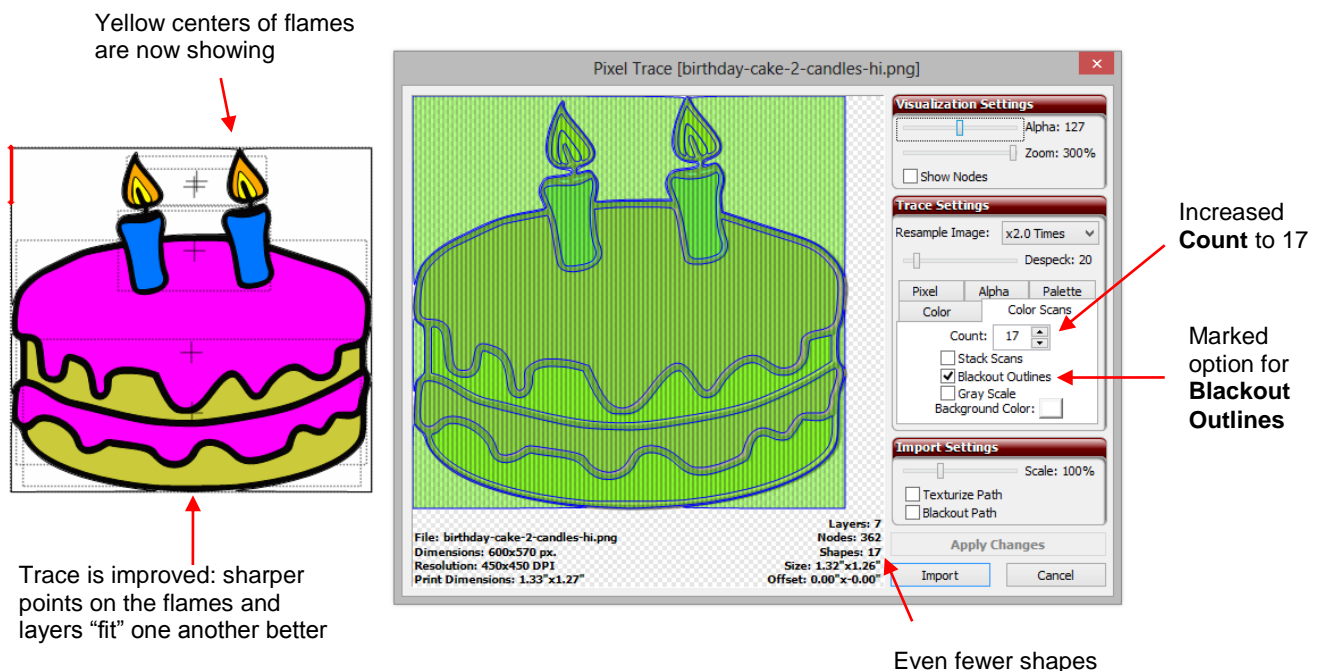 Yellow centers of flames
are now showing
Pixel Trace [birthday-cake-2-candles-hi.png]
Visualization Settings
Alpha: 127
Zoom: 300%
Show Nodes
Trace Settings
Resample Image: x2.0 Times
Despeck: 20
Pixel Alpha Palette
Color Color Scans
Count: 17
Stack Scans
Blackout Outlines
Gray Scale
Background Color:
Import Settings
Scale: 100%
Texturize Path
Blackout Path
Apply Changes
Import Cancel
File: birthday-cake-2-candles-hi.png
Dimensions: 600x570 px.
Resolution: 450x450 DPI
Print Dimensions: 1.33"x1.27"
Layers: 7
Nodes: 362
Shapes: 17
Size: 1.32"x1.26"
Offset: 0.00"x-0.00"
Increased
Count to 17
Marked
option for
Blackout
Outlines
Trace is improved: sharper
points on the flames and
layers “fit” one another better
Even fewer shapes